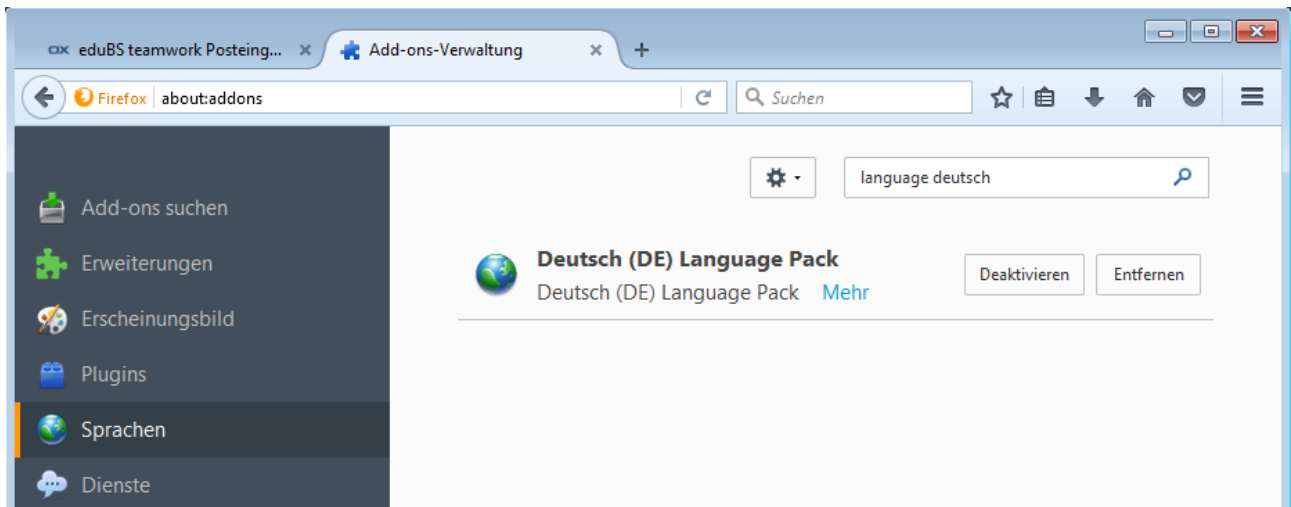 ox eduBS teamwork Posteing...
Add-ons-Verwaltung
Firefox about:addons
Suchen
language deutsch
Add-ons suchen
Erweiterungen
Erscheinungsbild
Plugins
Sprachen
Dienste
Deutsch (DE) Language Pack
Deutsch (DE) Language Pack Mehr
Deaktivieren
Entfernen